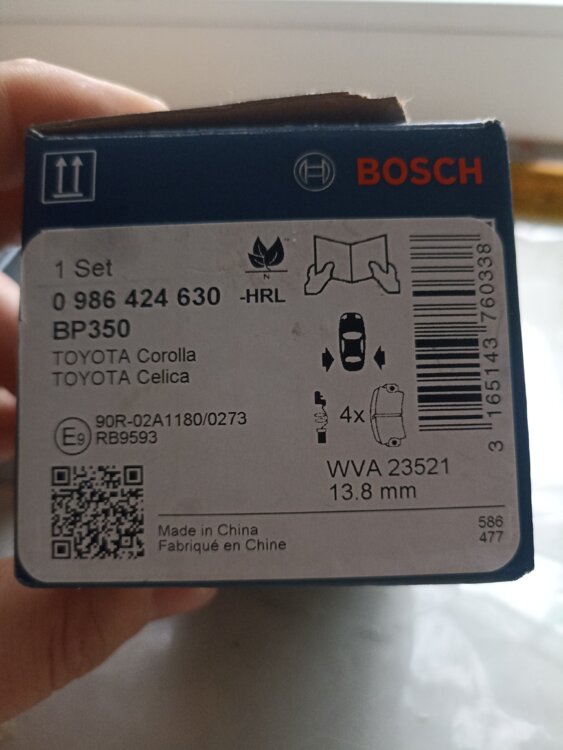 BOSCH
1 Set
0 986 424 630 -HRL
BP350
TOYOTA Corolla
TOYOTA Celica
E9 90R-02A1180/0273
RB9593
N
4x
WVA 23521
13.8 mm
3 165143 760338
Made in China
Fabriqué en Chine
586
477